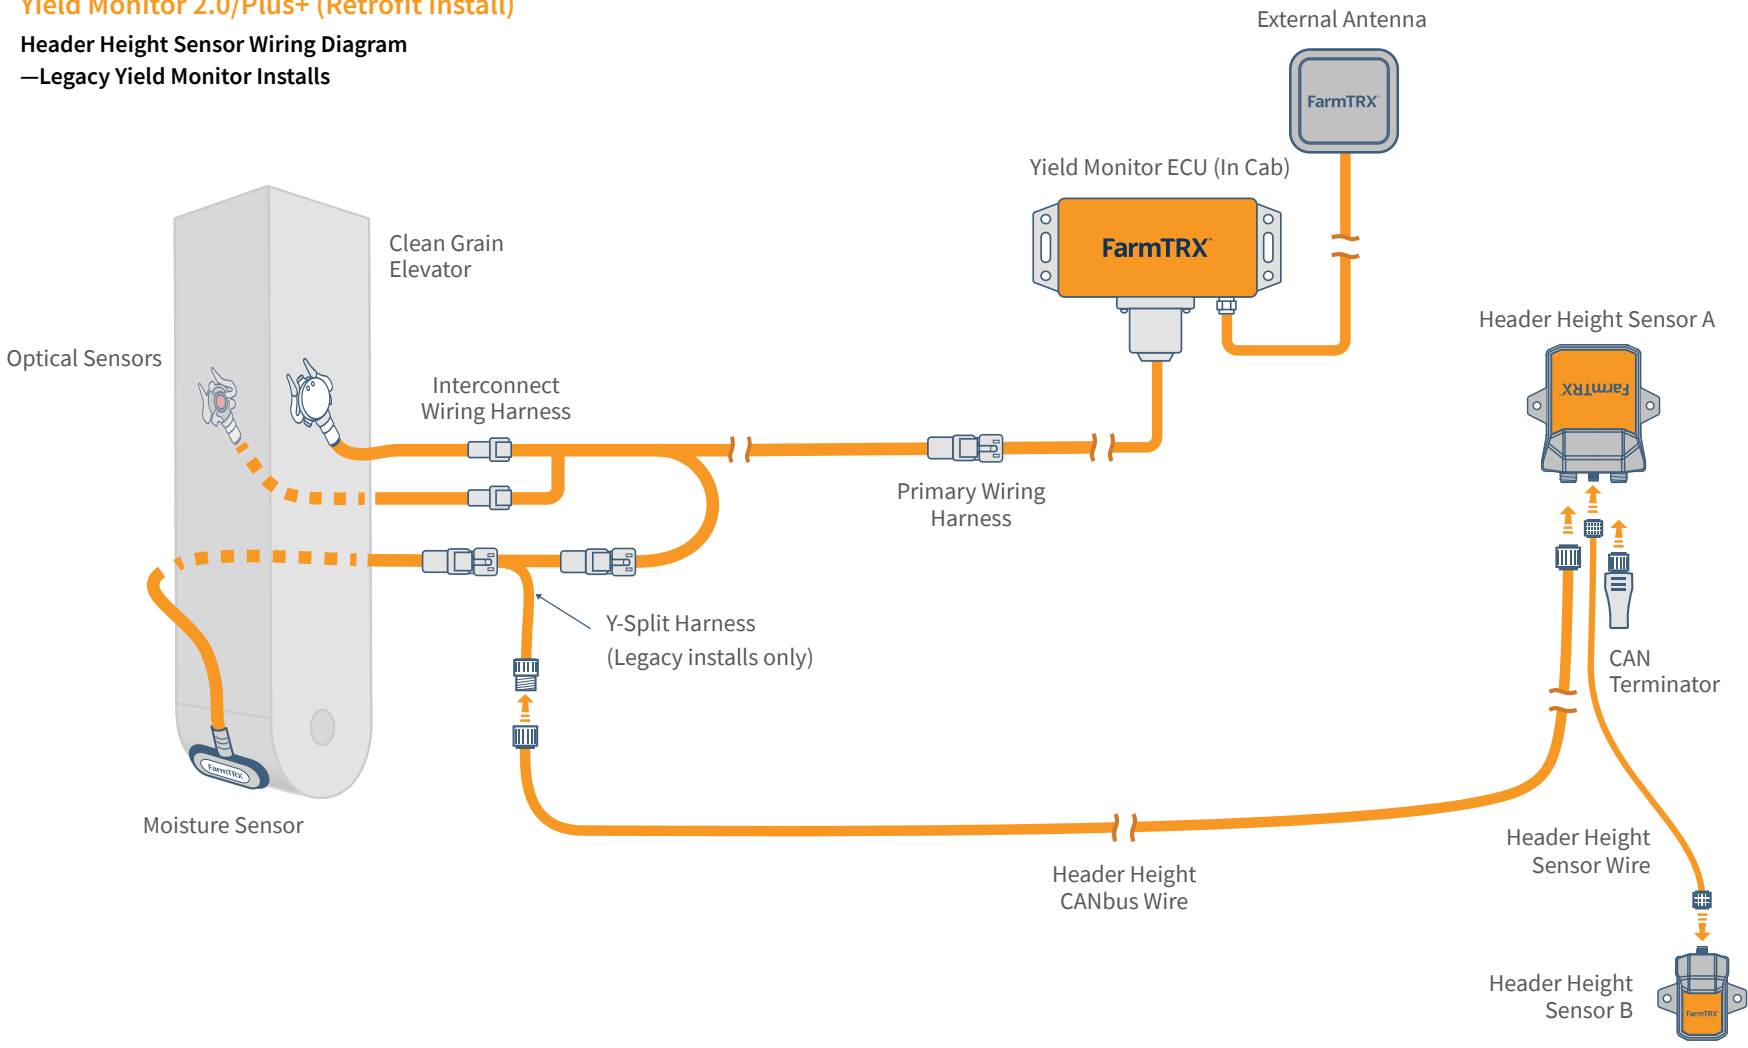 Yield Monitor 2.0/Plus+ (Retrofit Install)
Header Height Sensor Wiring Diagram
—Legacy Yield Monitor Installs
External Antenna
FarmTRX™
Yield Monitor ECU (In Cab)
FarmTRX™
Clean Grain
Elevator
Header Height Sensor A
FarmTRX™
Optical Sensors
Interconnect
Wiring Harness
Primary Wiring
Harness
Y-Split Harness
(Legacy installs only)
CAN
Terminator
FarmTRX
Moisture Sensor
Header Height
Sensor Wire
Header Height
CANbus Wire
Header Height
Sensor B
FarmTRX